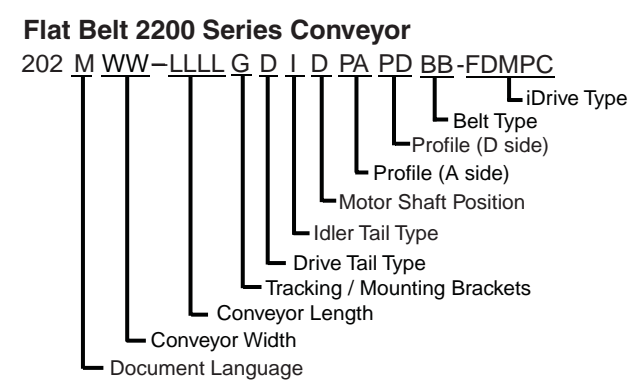 Flat Belt 2200 Series Conveyor
202 M WW–LLLL G D I D PA PD BB-FDMPC
iDrive Type
Belt Type
Profile (D side)
Profile (A side)
Motor Shaft Position
Idler Tail Type
Drive Tail Type
Tracking / Mounting Brackets
Conveyor Length
Conveyor Width
Document Language